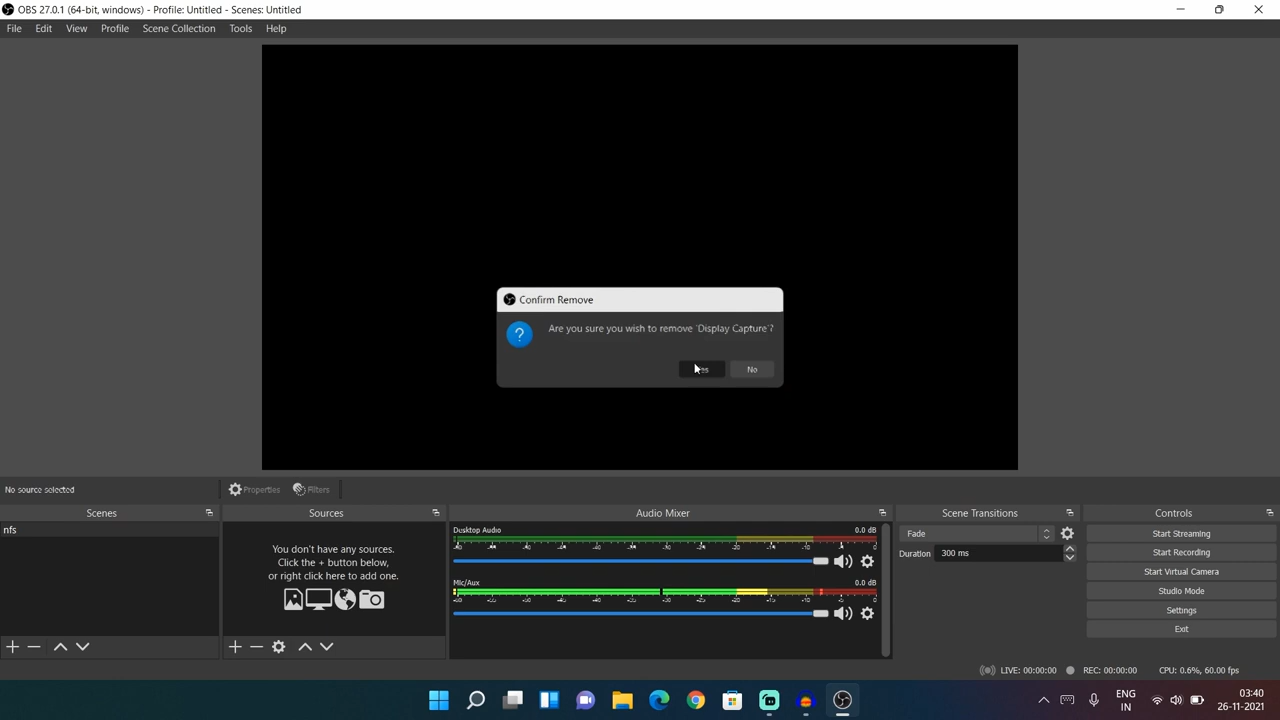 OBS 27.0.1 (64-bit, windows) - Profile: Untitled - Scenes: Untitled
File Edit View Profile Scene Collection Tools Help
Confirm Remove
Are you sure you wish to remove 'Display Capture'?
No
No source selected
Properties Filters
Scenes
Sources
Audio Mixer
Scene Transitions
Controls
nfs
You don't have any sources.
Click the + button below,
or right click here to add one.
Desktop Audio 0.0 dB
Mic/Aux 0.0 dB
Fade
Duration 300 ms
Start Streaming
Start Recording
Start Virtual Camera
Studio Mode
Settings
Exit
LIVE: 00:00:00 REC: 00:00:00 CPU: 0.6%, 60.00 fps
ENG
IN
03:40
26-11-2021